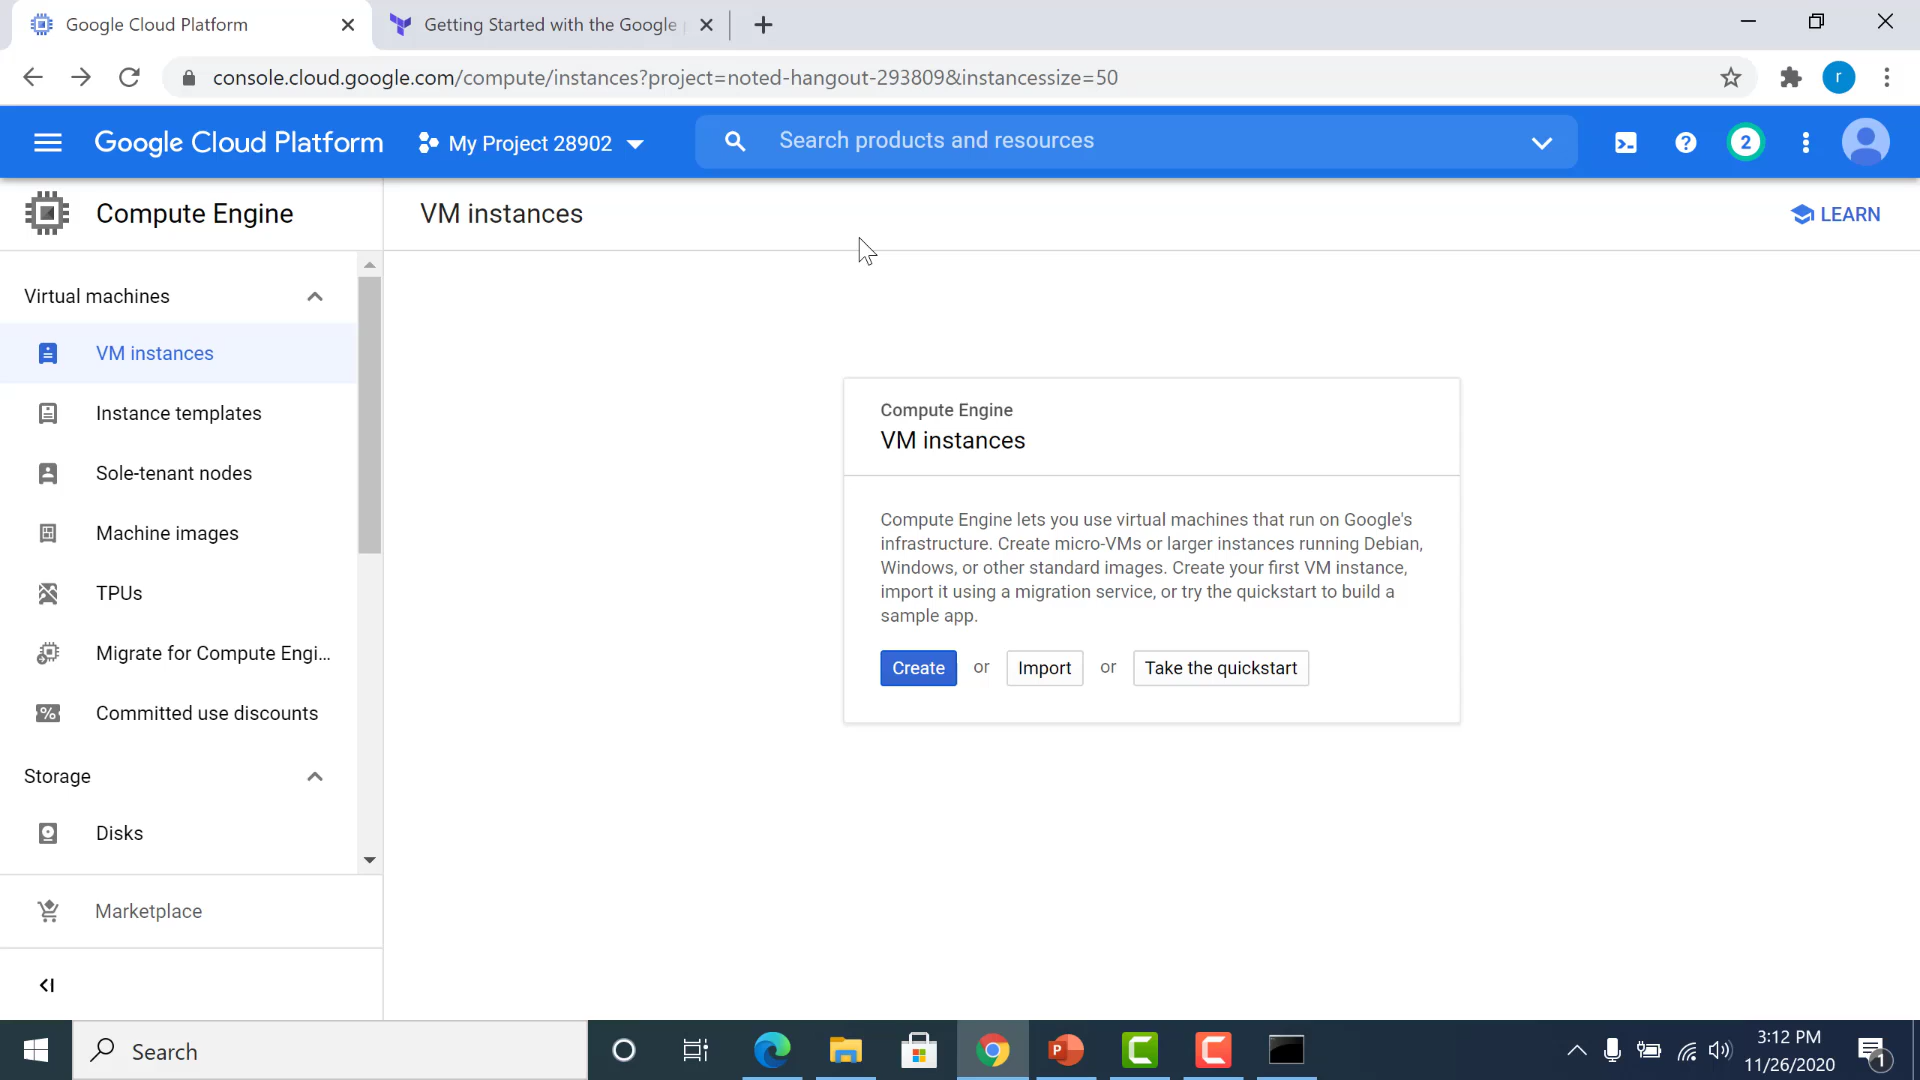 Google Cloud Platform
Getting Started with the Google
console.cloud.google.com/compute/instances?project=noted-hangout-293809&instancessize=50
r
Google Cloud Platform
My Project 28902
Search products and resources
2
Compute Engine
VM instances
LEARN
Virtual machines
VM instances
Instance templates
Sole-tenant nodes
Machine images
TPUs
Migrate for Compute Engi...
Committed use discounts
Storage
Disks
Marketplace
Compute Engine
VM instances
Compute Engine lets you use virtual machines that run on Google's
infrastructure. Create micro-VMs or larger instances running Debian,
Windows, or other standard images. Create your first VM instance,
import it using a migration service, or try the quickstart to build a
sample app.
Create or Import or Take the quickstart
Search
3:12 PM
11/26/2020
1